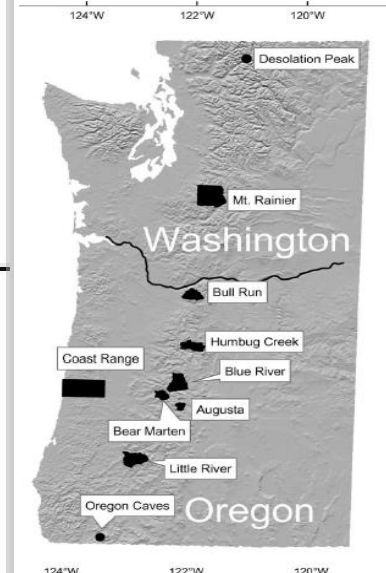 124°W 122°W 120°W
Desolation Peak
Mt. Rainier
Washington
Bull Run
Humbug Creek
Coast Range
Blue River
Augusta
Bear Marten
Little River
Oregon Caves
Oregon
124°W 122°W 120°W